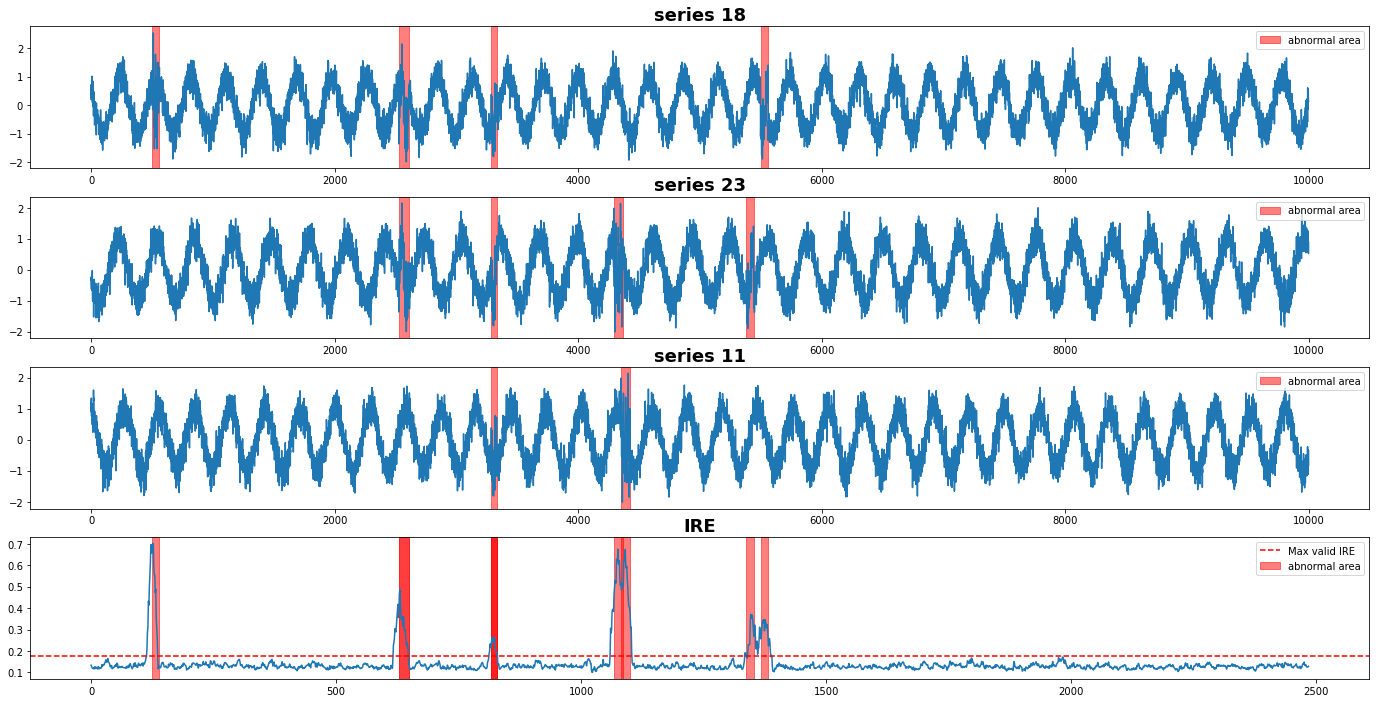 series 18
abnormal area
2
1
0
−1
−2
0 2000 4000 6000 8000 10000
series 23
abnormal area
2
1
0
−1
−2
0 2000 4000 6000 8000 10000
series 11
abnormal area
2
1
0
−1
−2
0 2000 4000 6000 8000 10000
IRE
Max valid IRE
abnormal area
0.7
0.6
0.5
0.4
0.3
0.2
0.1
0 500 1000 1500 2000 2500